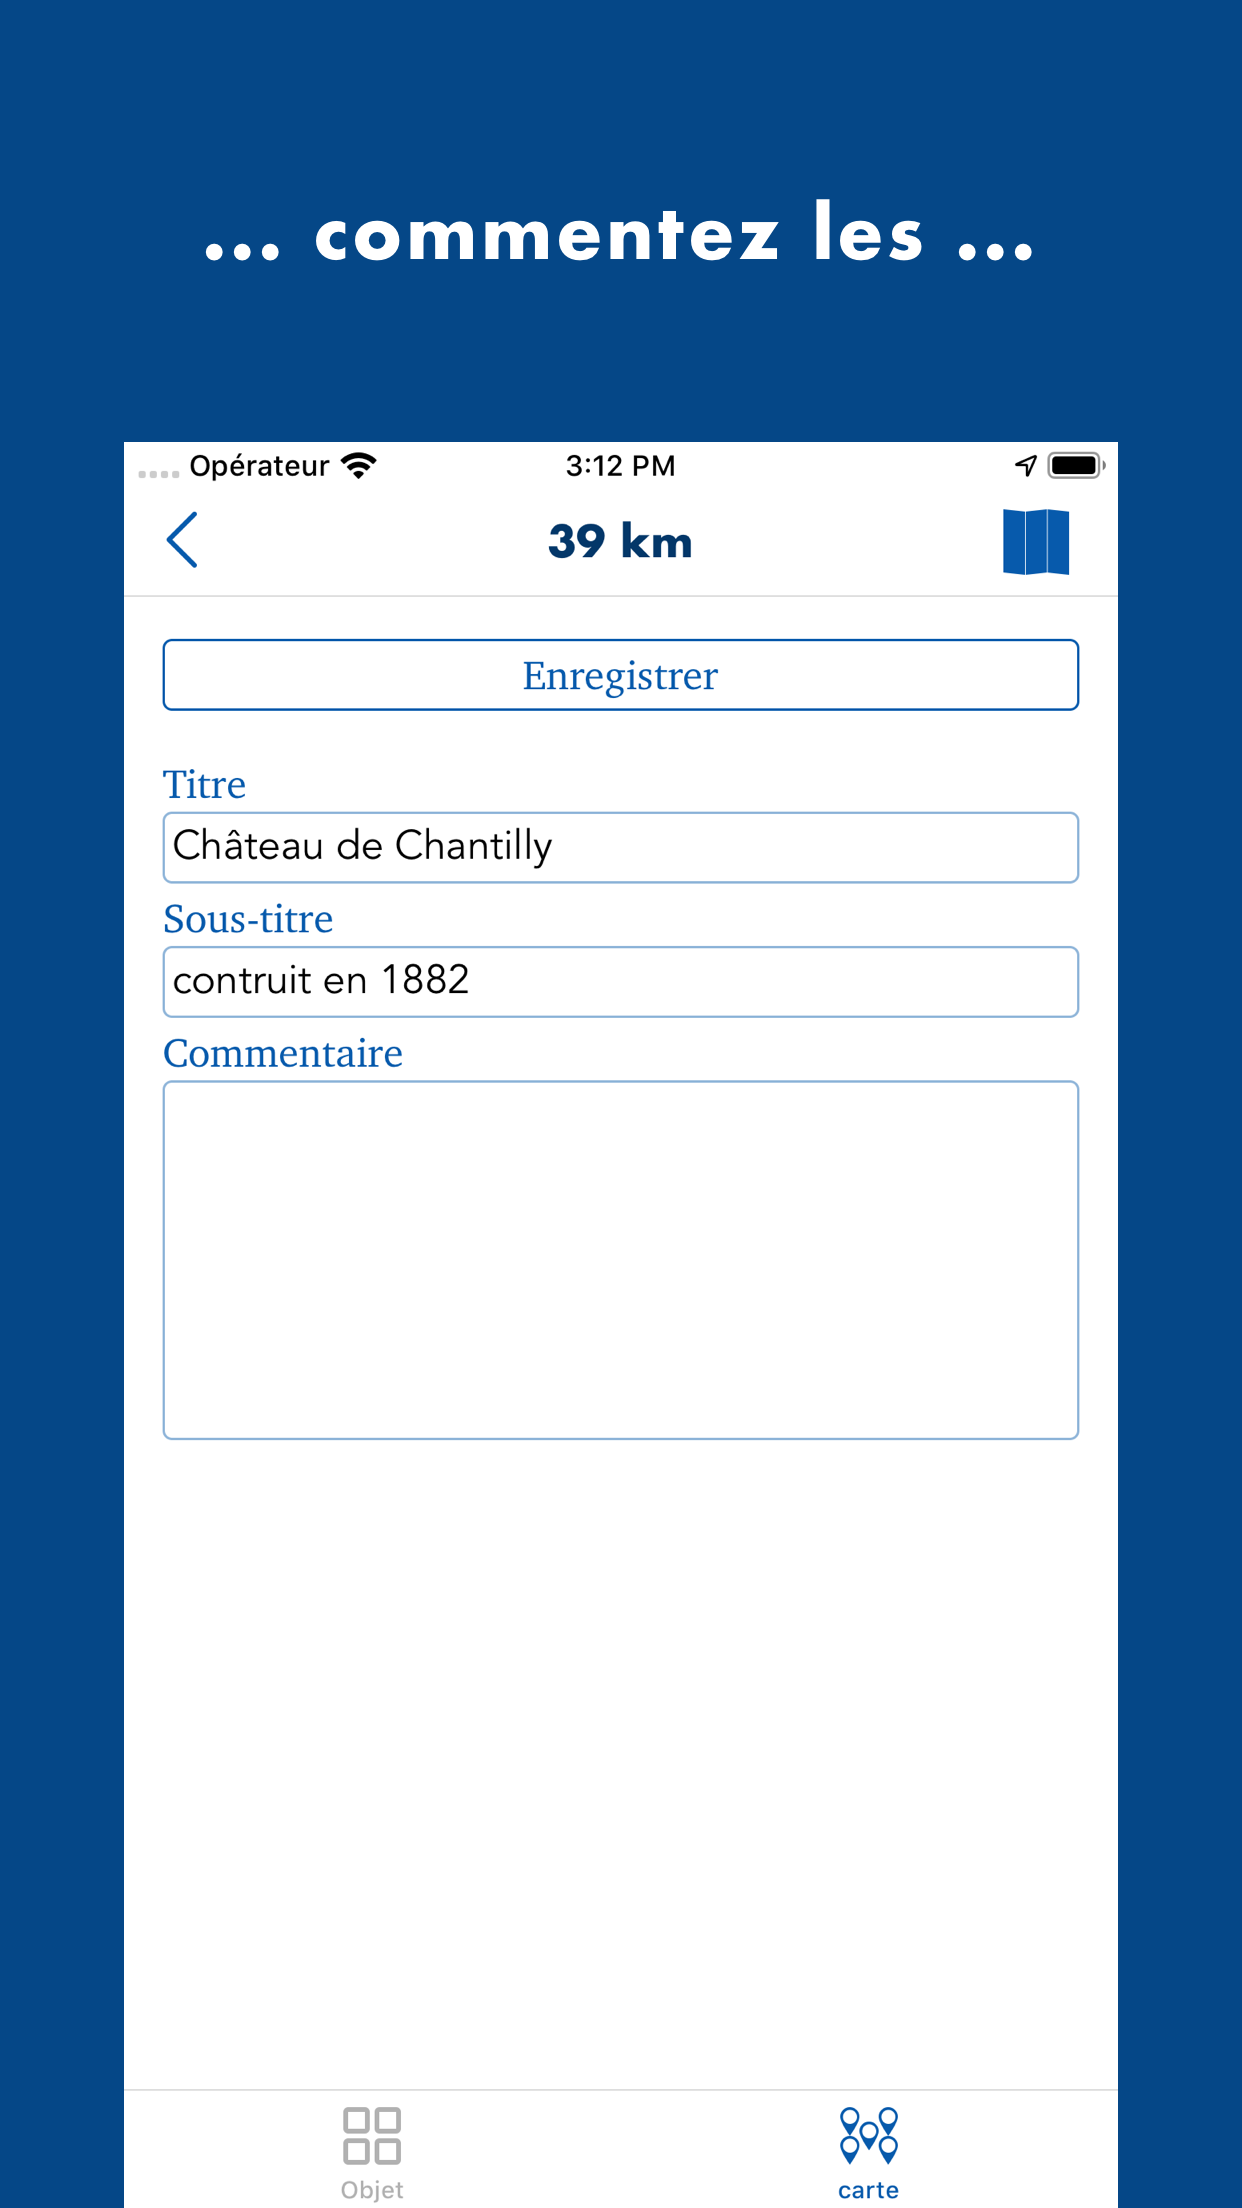 ... commentez les ...
Opérateur 3:12 PM
39 km
Enregistrer
Titre
Château de Chantilly
Sous-titre
contruit en 1882
Commentaire
Objet carte